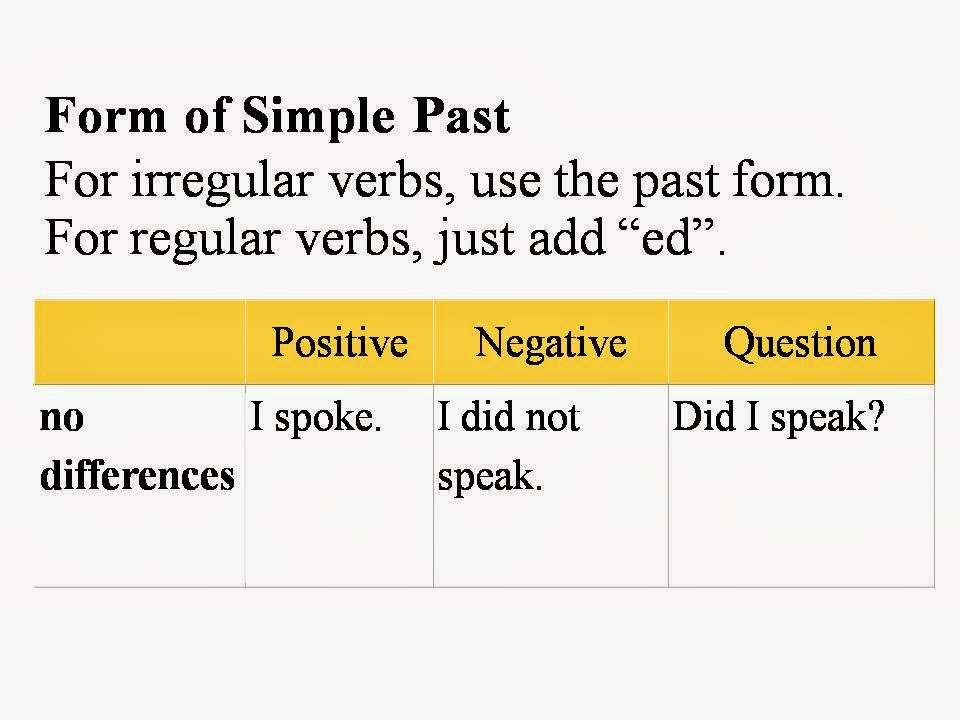 Form of Simple Past
For irregular verbs, use the past form.
For regular verbs, just add “ed”.
Positive Negative Question
no I spoke. I did not Did I speak?
differences speak.